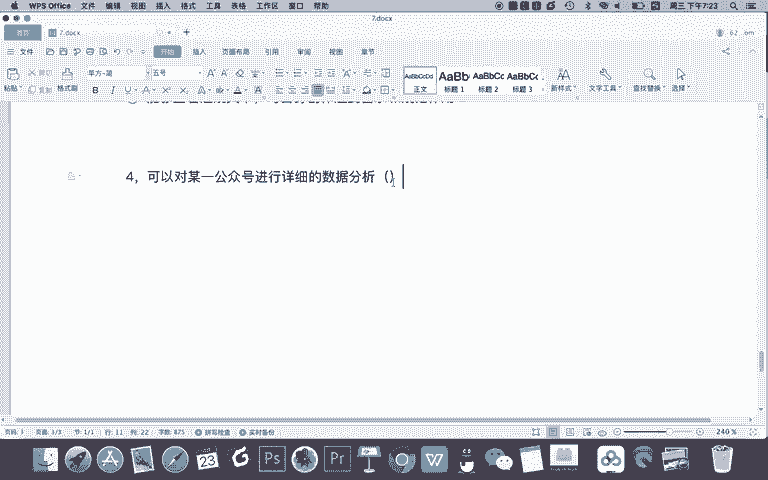 WPS Office 文件 编辑 视图 插入 格式 工具 表格 工作区 窗口 帮助
周三 下午7:23
7.docx
首页 7.docx
文件 开始 插入 页面布局 引用 审阅 视图 章节
粘贴 剪切 复制 格式刷 苹方-简 五号
B I U
AaBbCcDd AaBb AaBbCc AaBbCc
正文 标题 1 标题 2 标题 3 新样式 文字工具 查找替换 选择
4，可以对某一公众号进行详细的数据分析（）
页码: 3 页面: 3/3 节: 1/1 行: 11 列: 22 字数: 875 拼写检查 实时备份 240 %
23 Ps Pr W